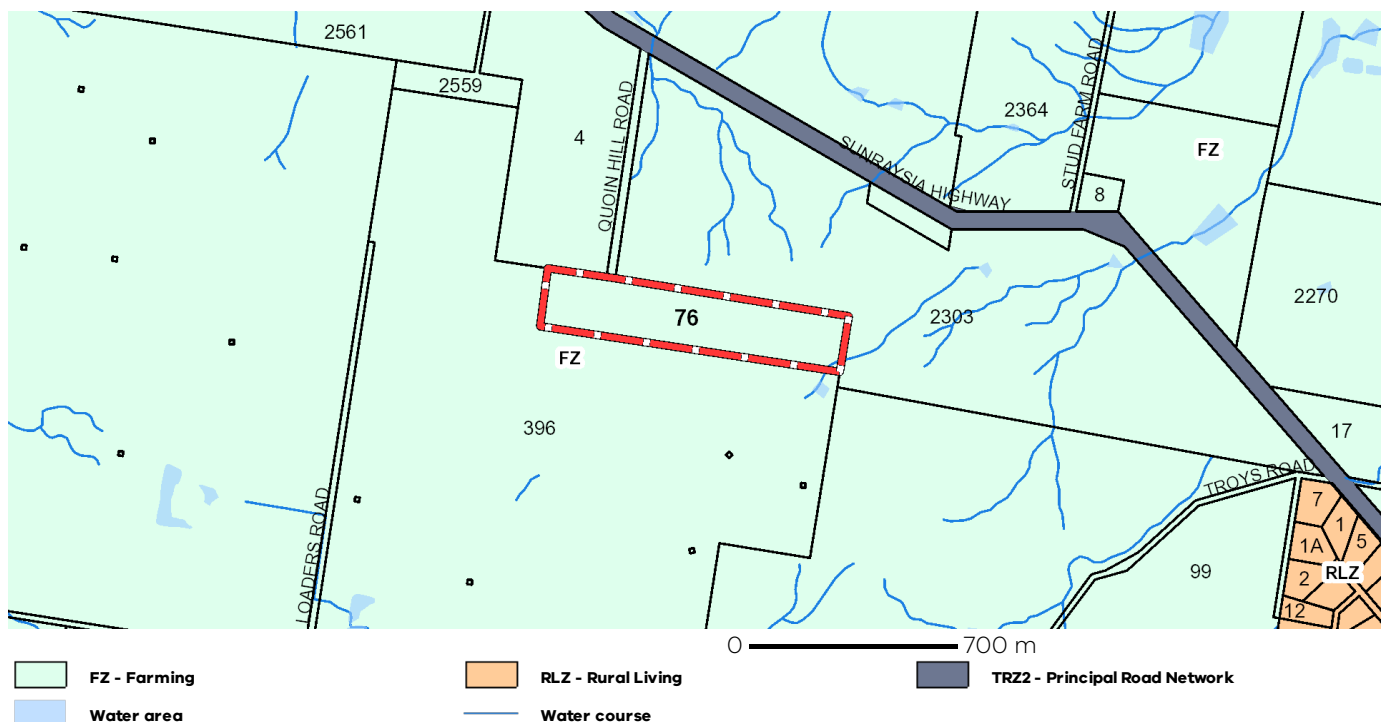 2561
2559
4
QUOIN HILL ROAD
SUNRAYSIA HIGHWAY
2364
STUD FARM ROAD
FZ
8
2270
76
2303
FZ
396
17
TROYS ROAD
LOADERS ROAD
99
7
1
5
1A
RLZ
2
12
0 700 m
FZ - Farming
RLZ - Rural Living
TRZ2 - Principal Road Network
Water area
Water course